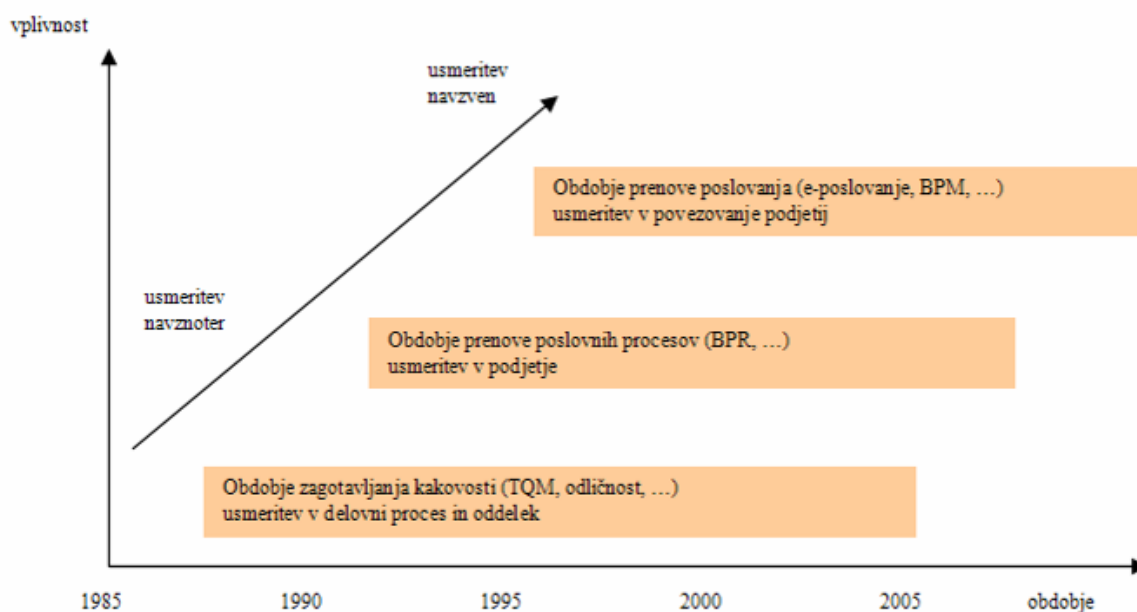 vplivnost
usmeritev
navzven
Obdobje prenove poslovanja (e-poslovanje, BPM, …)
usmeritev v povezovanje podjetij
usmeritev
navznoter
Obdobje prenove poslovnih procesov (BPR, …)
usmeritev v podjetje
Obdobje zagotavljanja kakovosti (TQM, odličnost, …)
usmeritev v delovni proces in oddelek
1985 1990 1995 2000 2005 obdobje